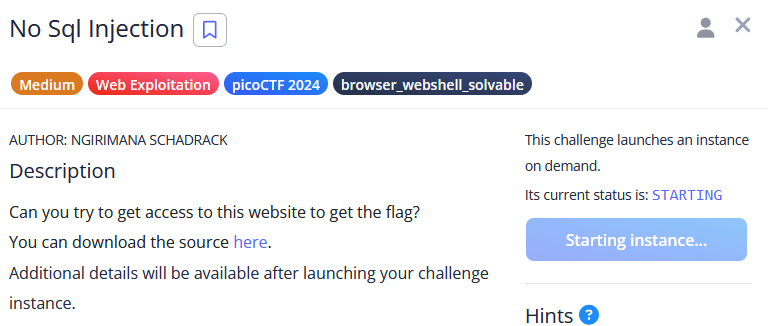 No Sql Injection
Medium Web Exploitation picoCTF 2024 browser_webshell_solvable
AUTHOR: NGIRIMANA SCHADRACK
Description
Can you try to get access to this website to get the flag?
You can download the source here.
Additional details will be available after launching your challenge
instance.
This challenge launches an instance
on demand.
Its current status is: STARTING
Starting instance...
Hints ?